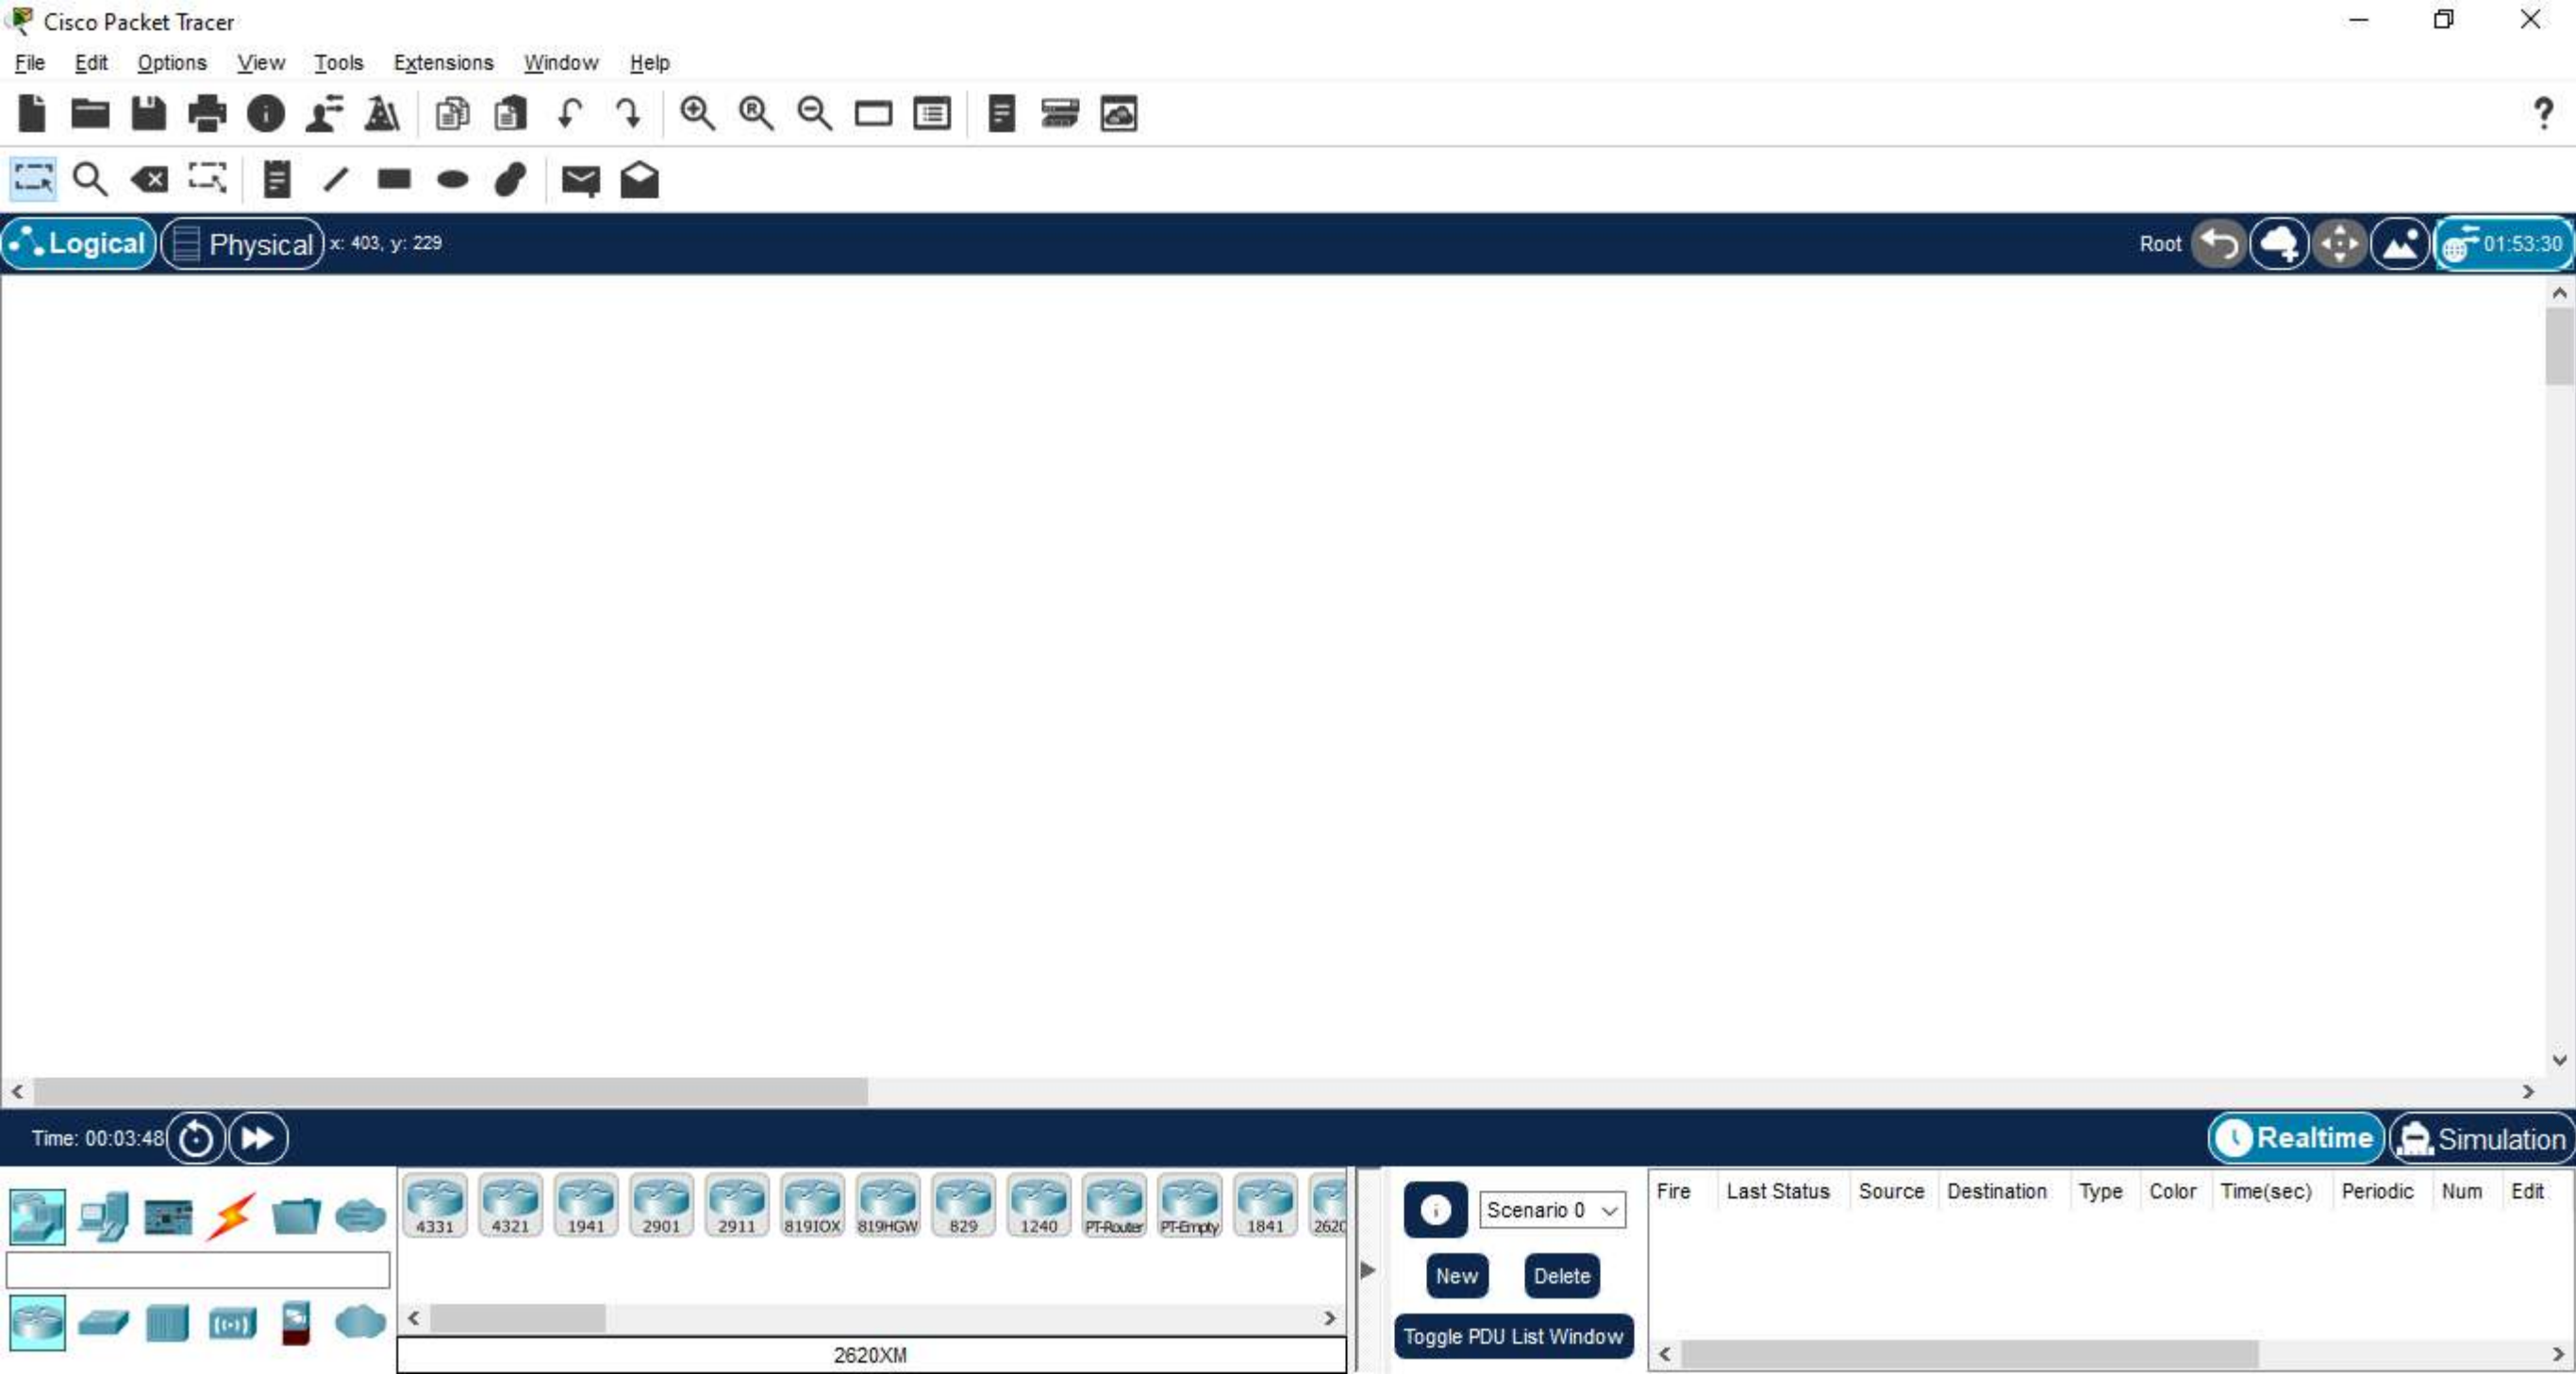 Cisco Packet Tracer
File Edit Options View Tools Extensions Window Help
Logical Physical x: 403, y: 229 Root 01:53:30
Time: 00:03:48 Realtime Simulation
4331 4321 1941 2901 2911 819IOX 819HGW 829 1240 PT-Router PT-Empty 1841 2620
Scenario 0
Fire Last Status Source Destination Type Color Time(sec) Periodic Num Edit
New Delete
Toggle PDU List Window
2620XM